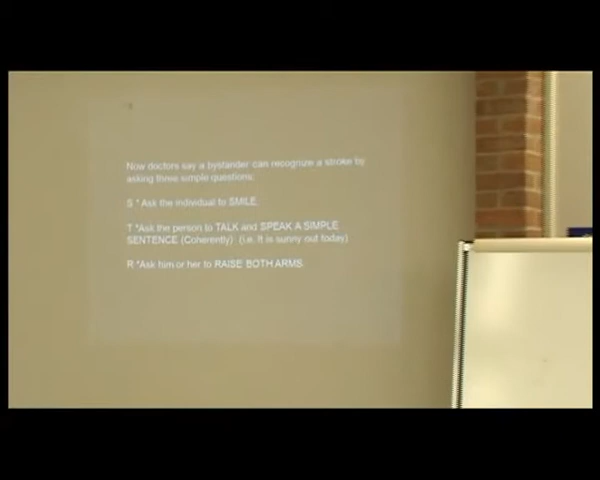 Now doctors say a bystander can recognize a stroke by
asking three simple questions:
S * Ask the individual to SMILE.
T *Ask the person to TALK and SPEAK A SIMPLE
SENTENCE (Coherently) (i.e. It is sunny out today)
R *Ask him or her to RAISE BOTH ARMS.